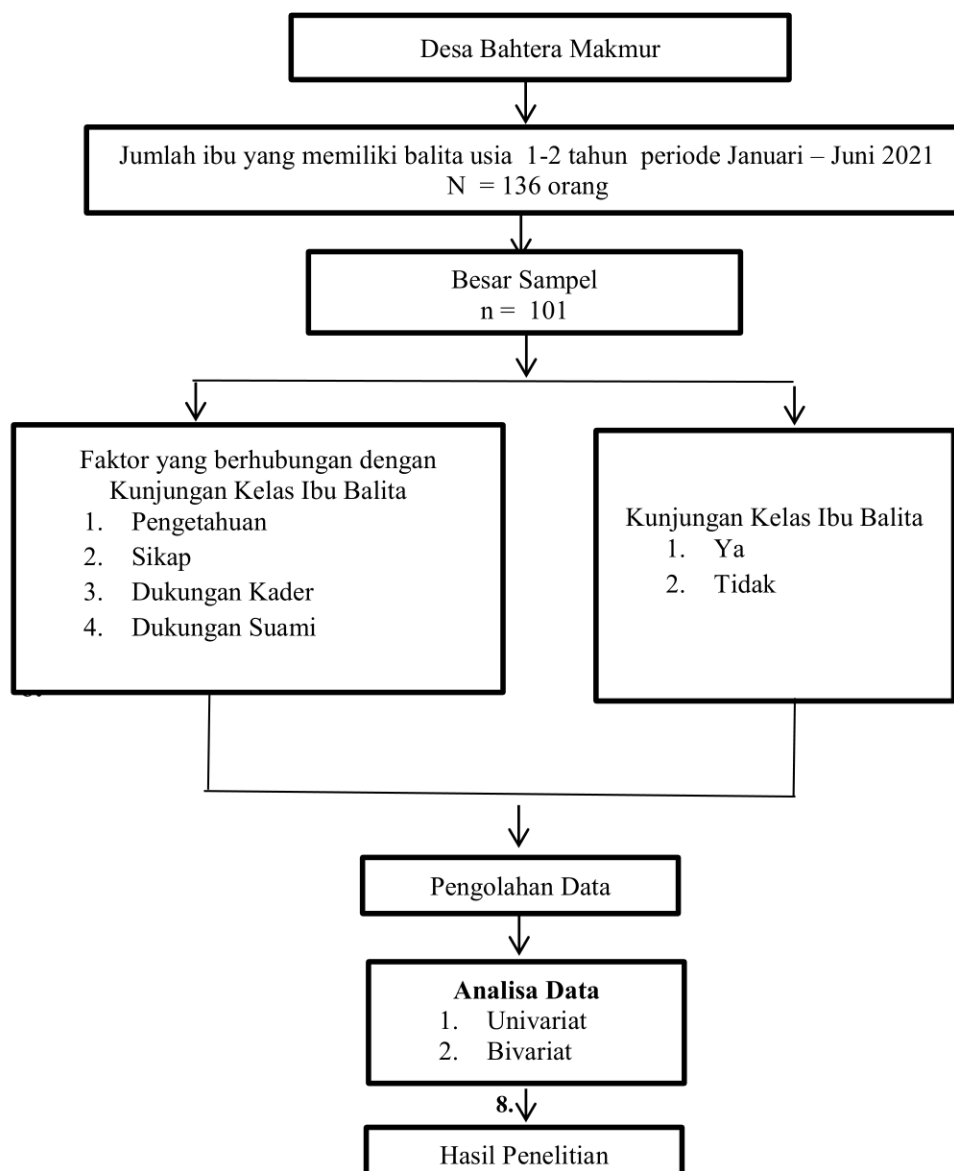 Desa Bahtera Makmur
Jumlah ibu yang memiliki balita usia 1-2 tahun periode Januari – Juni 2021
N = 136 orang
Besar Sampel
n = 101
Faktor yang berhubungan dengan
Kunjungan Kelas Ibu Balita
1. Pengetahuan
2. Sikap
3. Dukungan Kader
4. Dukungan Suami
Kunjungan Kelas Ibu Balita
1. Ya
2. Tidak
Pengolahan Data
Analisa Data
1. Univariat
2. Bivariat
8.
Hasil Penelitian